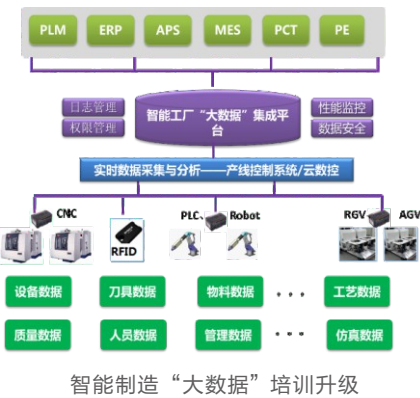 PLM ERP APS MES PCT PE
日志管理
权限管理
智能工厂“大数据”集成平
台
性能监控
数据安全
实时数据采集与分析——产线控制系统/云数控
CNC
RFID
PLC、 Robot
RGV AGV
设备数据 刀具数据 物料数据 ··· 工艺数据
质量数据 人员数据 管理数据 ··· 仿真数据
智能制造“大数据”培训升级